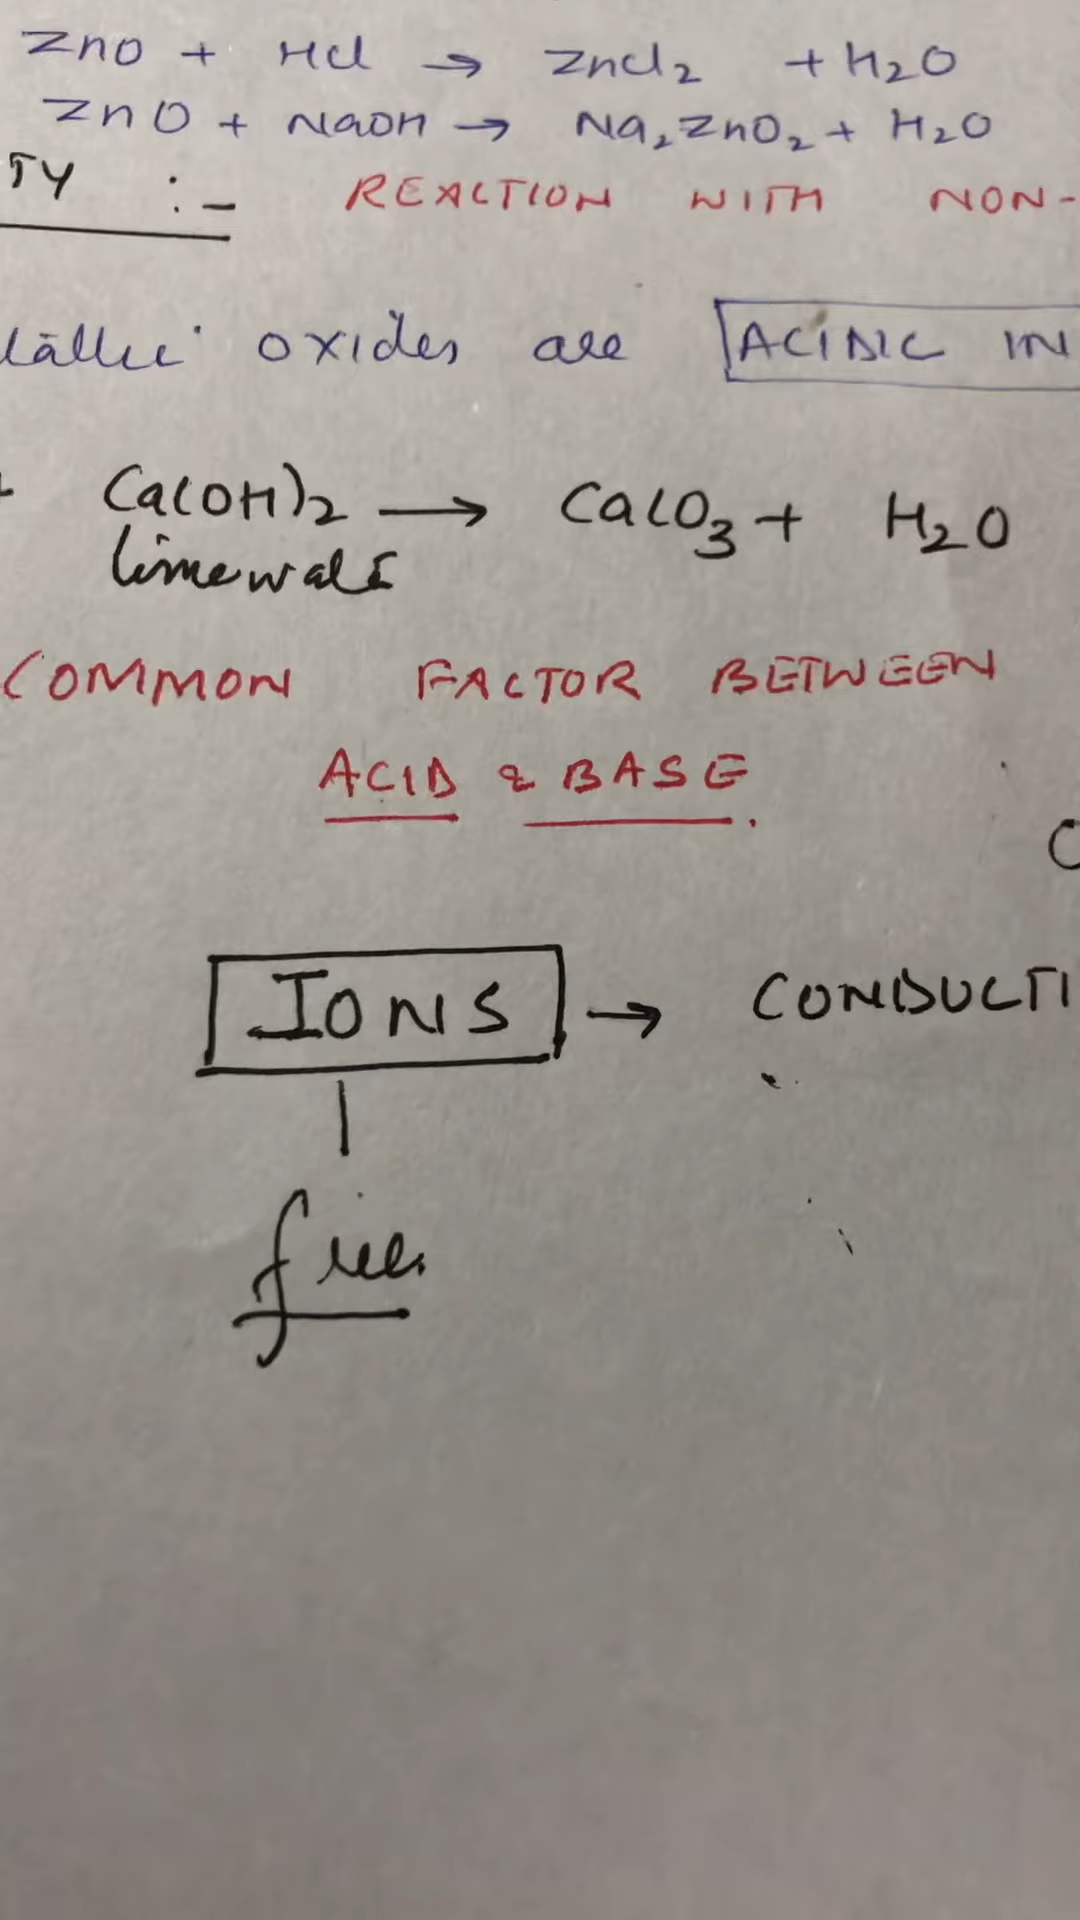 ZnO + HCl → ZnCl2 + H2O
ZnO + NaOH → Na2ZnO2 + H2O
TY :- REACTION WITH NON-
tallic oxides are ACIDIC IN
Ca(OH)2 → CaCO3 + H2O
COMMON FACTOR BETWEEN
ACID & BASE.
IONS → CONDUCTI
free